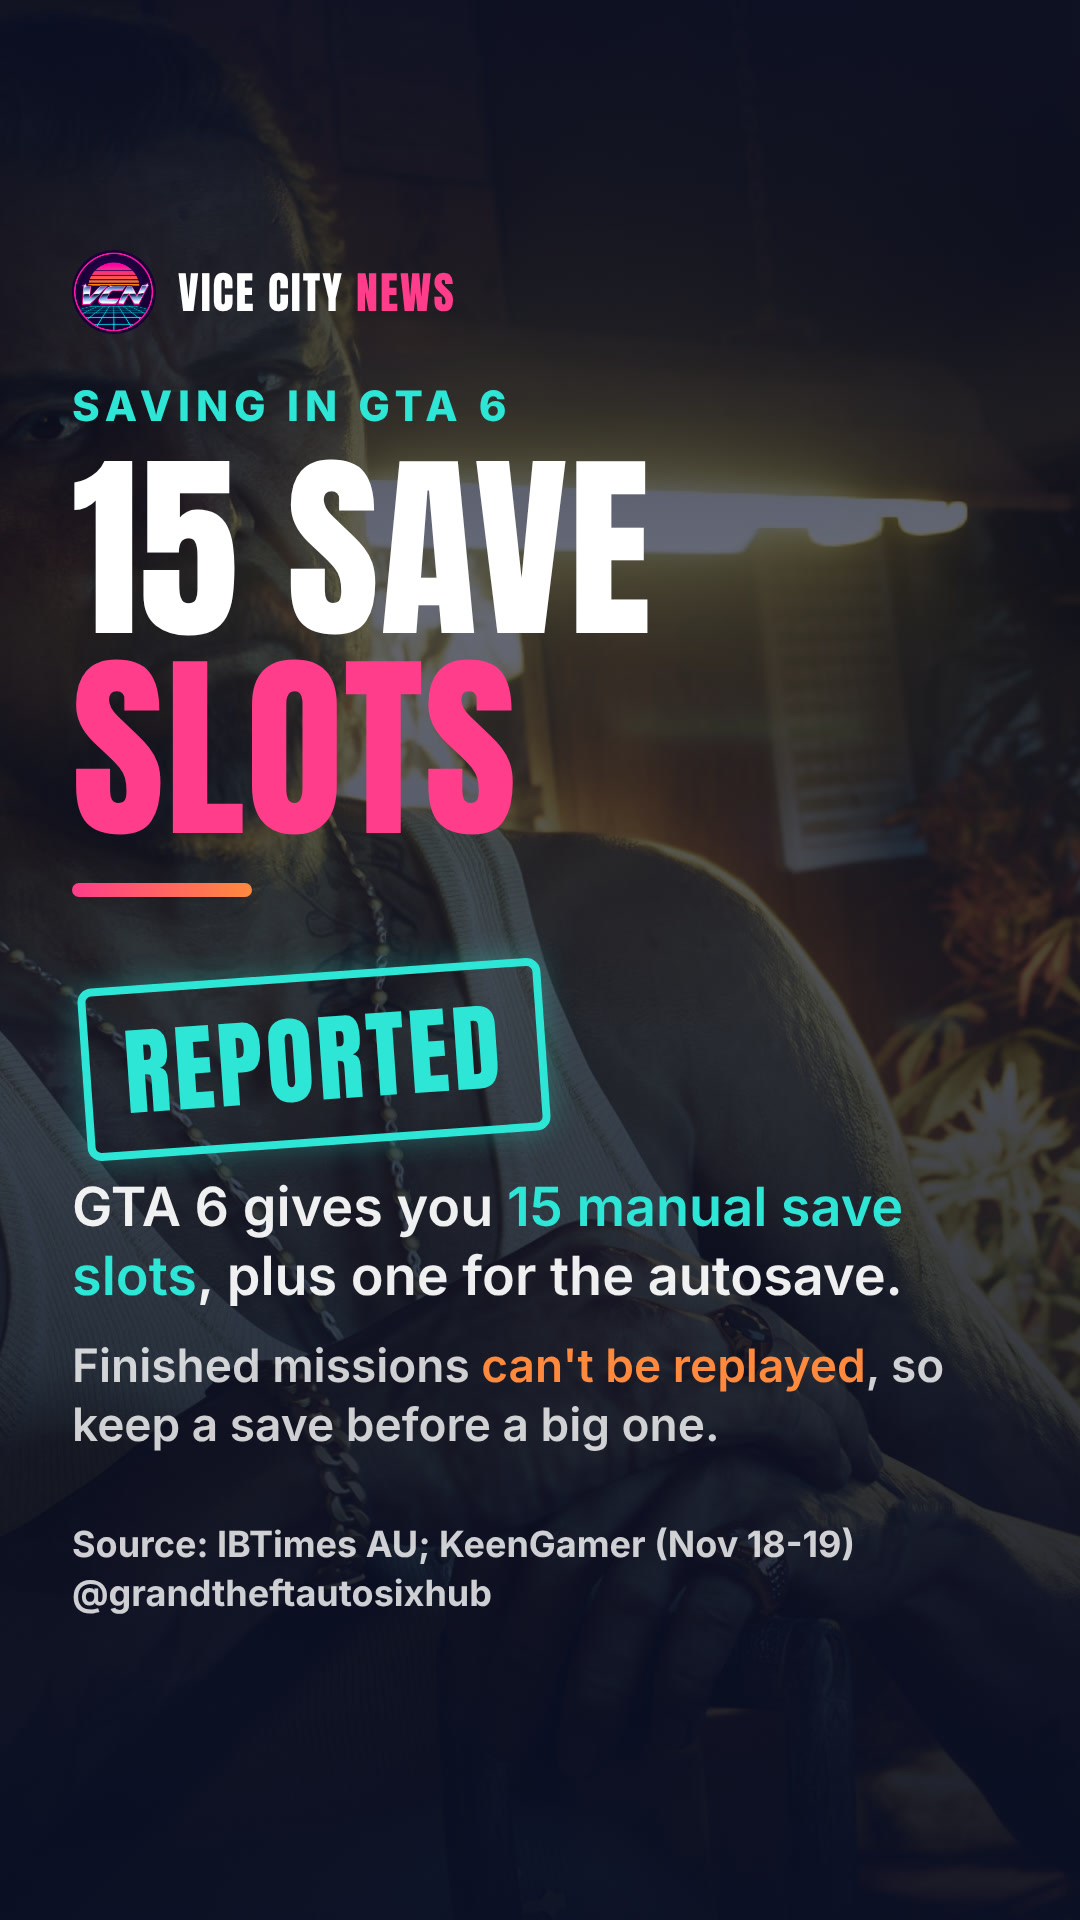 VCN
VICE CITY NEWS
SAVING IN GTA 6
15 SAVE
SLOTS
REPORTED
GTA 6 gives you 15 manual save
slots, plus one for the autosave.
Finished missions can't be replayed, so
keep a save before a big one.
Source: IBTimes AU; KeenGamer (Nov 18-19)
@grandtheftautosixhub